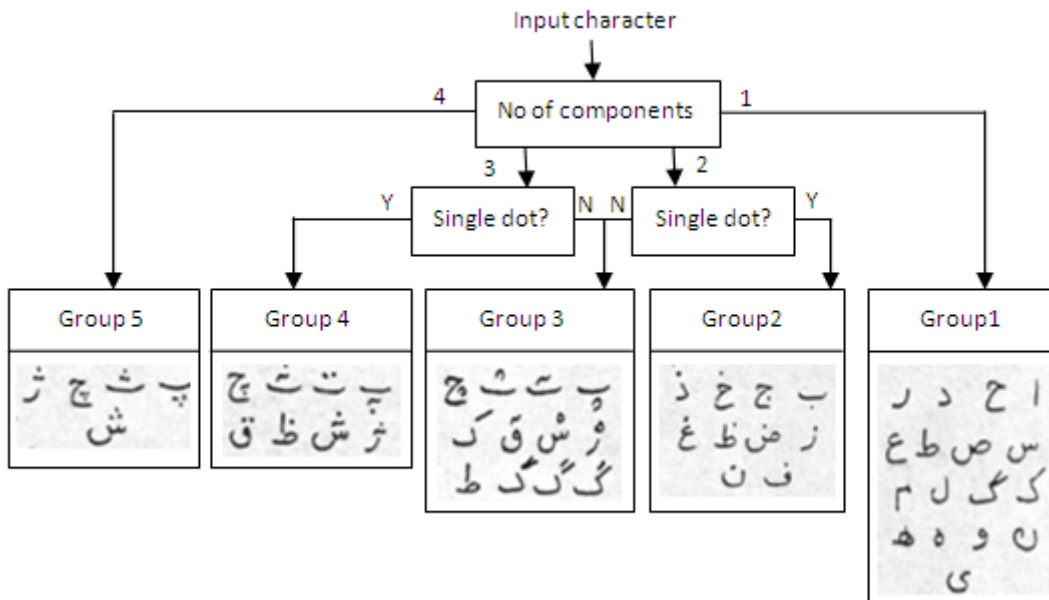 Input character
No of components
4
1
3
2
Y
Single dot?
N
N
Single dot?
Y
Group 5
پ ث چ ژ
ش
Group 4
پ ت ث چ
ژ ش ظ ق
Group 3
پ ت ث چ
ژ ش ق ک
گ گ گ ط
Group2
ب ج خ ذ
ز ض ظ غ
ف ن
Group1
ا ح د ر
س ص ط ع
ک گ ل م
ن و ه ھ
ی